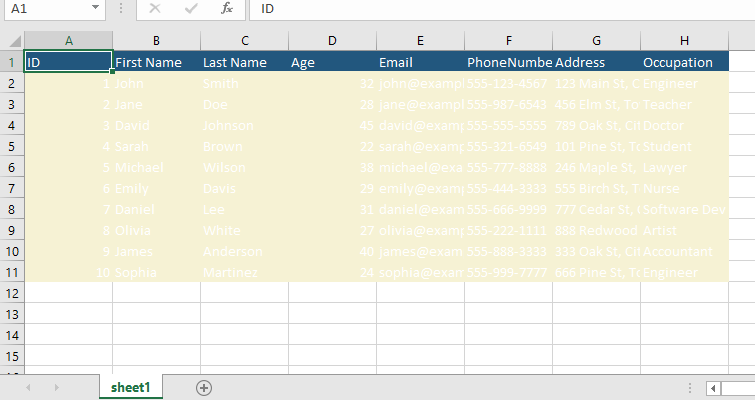 A1 fx ID
A B C D E F G H
1 ID First Name Last Name Age Email PhoneNumbe Address Occupation
2 1 John Smith 32 john@exampl 555-123-4567 123 Main St, C Engineer
3 2 Jane Doe 28 jane@examp 555-987-6543 456 Elm St, To Teacher
4 3 David Johnson 45 david@examp 555-555-5555 789 Oak St, Cit Doctor
5 4 Sarah Brown 22 sarah@examp 555-321-6549 101 Pine St, To Student
6 5 Michael Wilson 38 michael@exam 555-777-8888 246 Maple St, Lawyer
7 6 Emily Davis 29 emily@examp 555-444-3333 555 Birch St, T Nurse
8 7 Daniel Lee 31 daniel@exam 555-666-9999 777 Cedar St, Software Dev
9 8 Olivia White 27 olivia@examp 555-222-1111 888 Redwood Artist
10 9 James Anderson 40 james@exam 555-888-3333 333 Oak St, Cit Accountant
11 10 Sophia Martinez 24 sophia@exam 555-999-7777 666 Pine St, To Engineer
12
13
14
15
sheet1